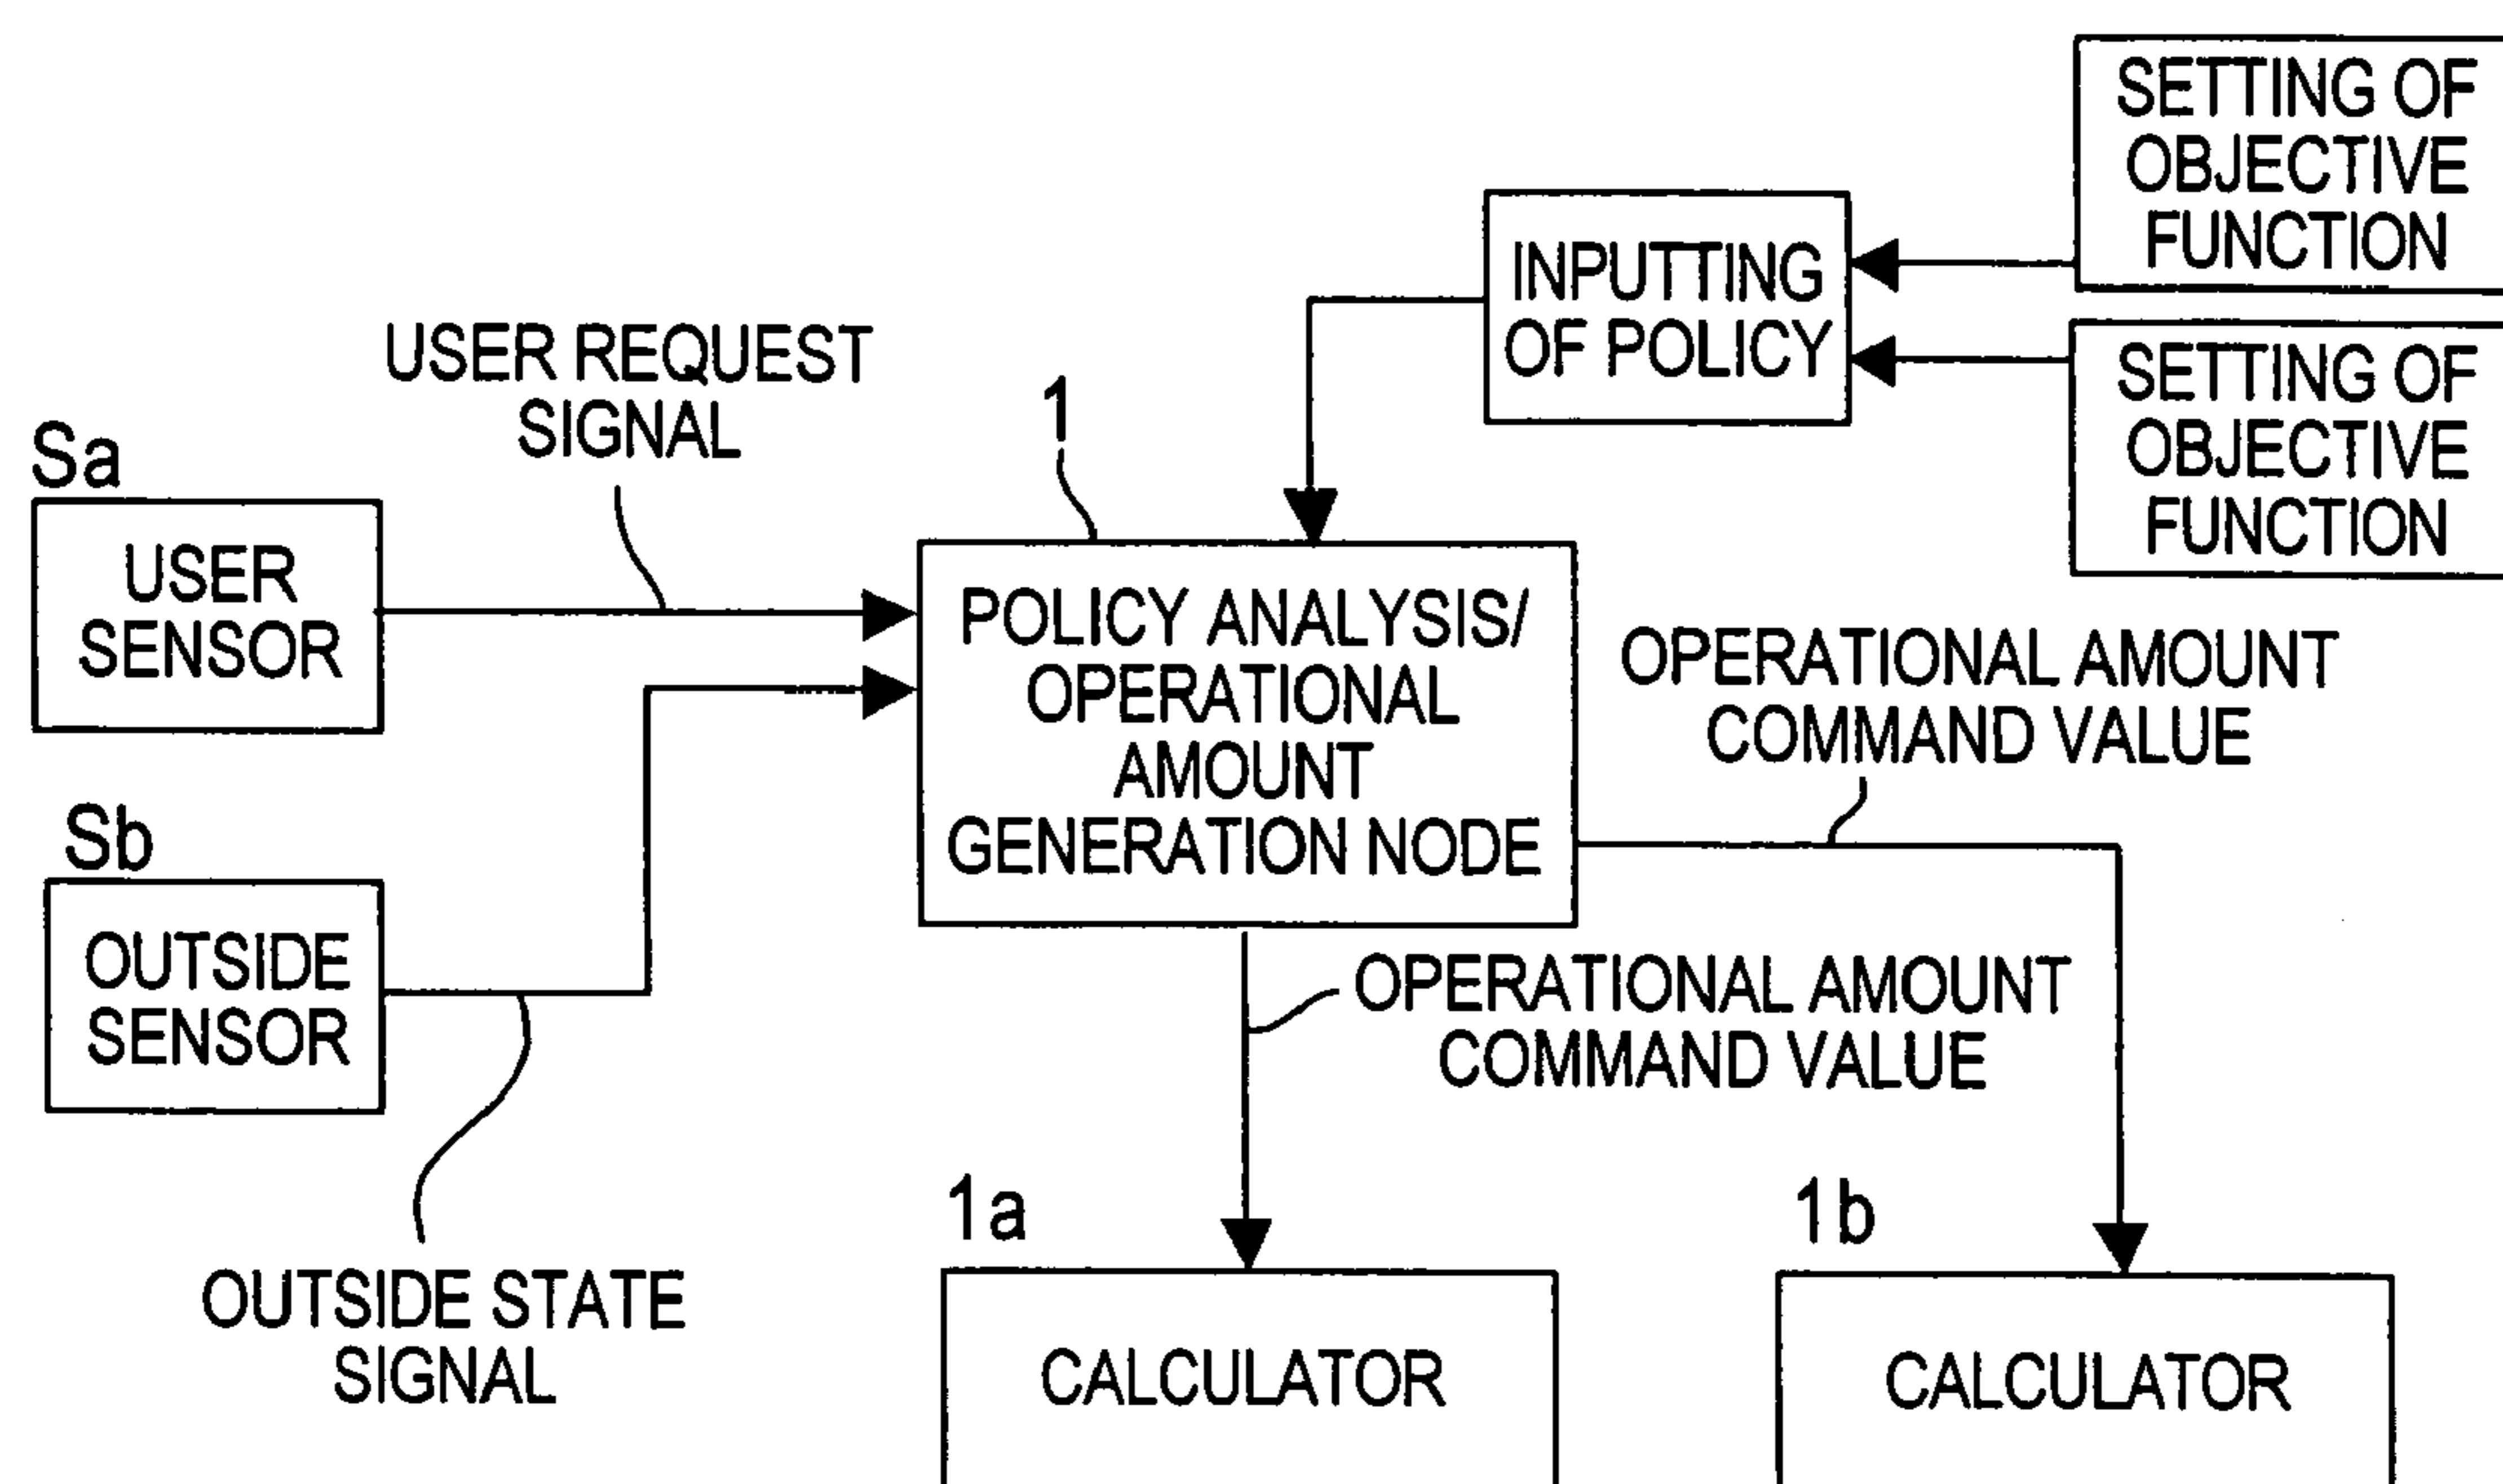 SETTING OF
OBJECTIVE
FUNCTION
INPUTTING
OF POLICY
SETTING OF
OBJECTIVE
FUNCTION
USER REQUEST
SIGNAL
1
Sa
USER
SENSOR
POLICY ANALYSIS/
OPERATIONAL
AMOUNT
GENERATION NODE
OPERATIONAL AMOUNT
COMMAND VALUE
Sb
OUTSIDE
SENSOR
OPERATIONAL AMOUNT
COMMAND VALUE
OUTSIDE STATE
SIGNAL
1a
CALCULATOR
1b
CALCULATOR